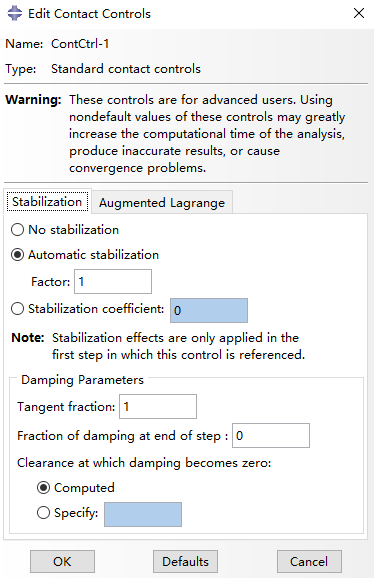 Edit Contact Controls
Name: ContCtrl-1
Type: Standard contact controls
Warning: These controls are for advanced users. Using
nondefault values of these controls may greatly
increase the computational time of the analysis,
produce inaccurate results, or cause
convergence problems.
Stabilization Augmented Lagrange
No stabilization
Automatic stabilization
Factor: 1
Stabilization coefficient: 0
Note: Stabilization effects are only applied in the
first step in which this control is referenced.
Damping Parameters
Tangent fraction: 1
Fraction of damping at end of step : 0
Clearance at which damping becomes zero:
Computed
Specify:
OK Defaults Cancel